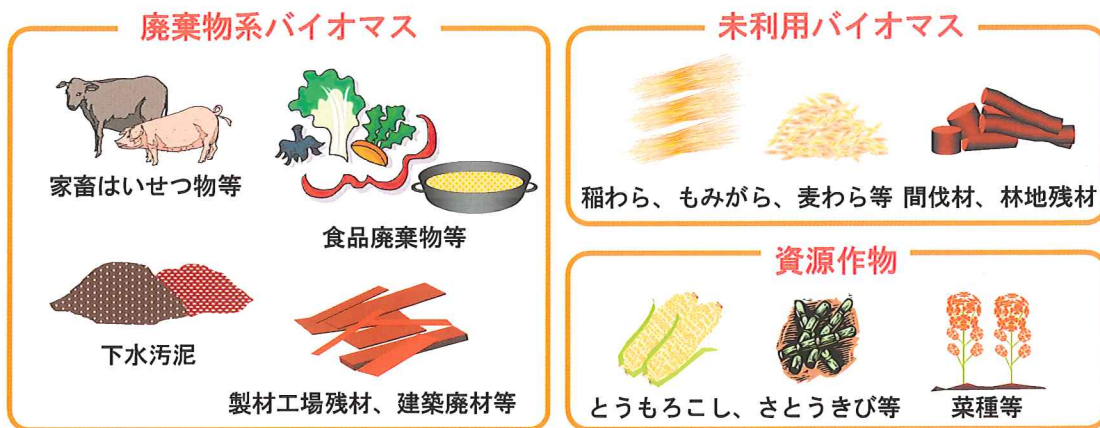 廃棄物系バイオマス
家畜はいせつ物等
食品廃棄物等
下水汚泥
製材工場残材、建築廃材等
未利用バイオマス
稲わら、もみがら、麦わら等
間伐材、林地残材
資源作物
とうもろこし、さとうきび等
菜種等